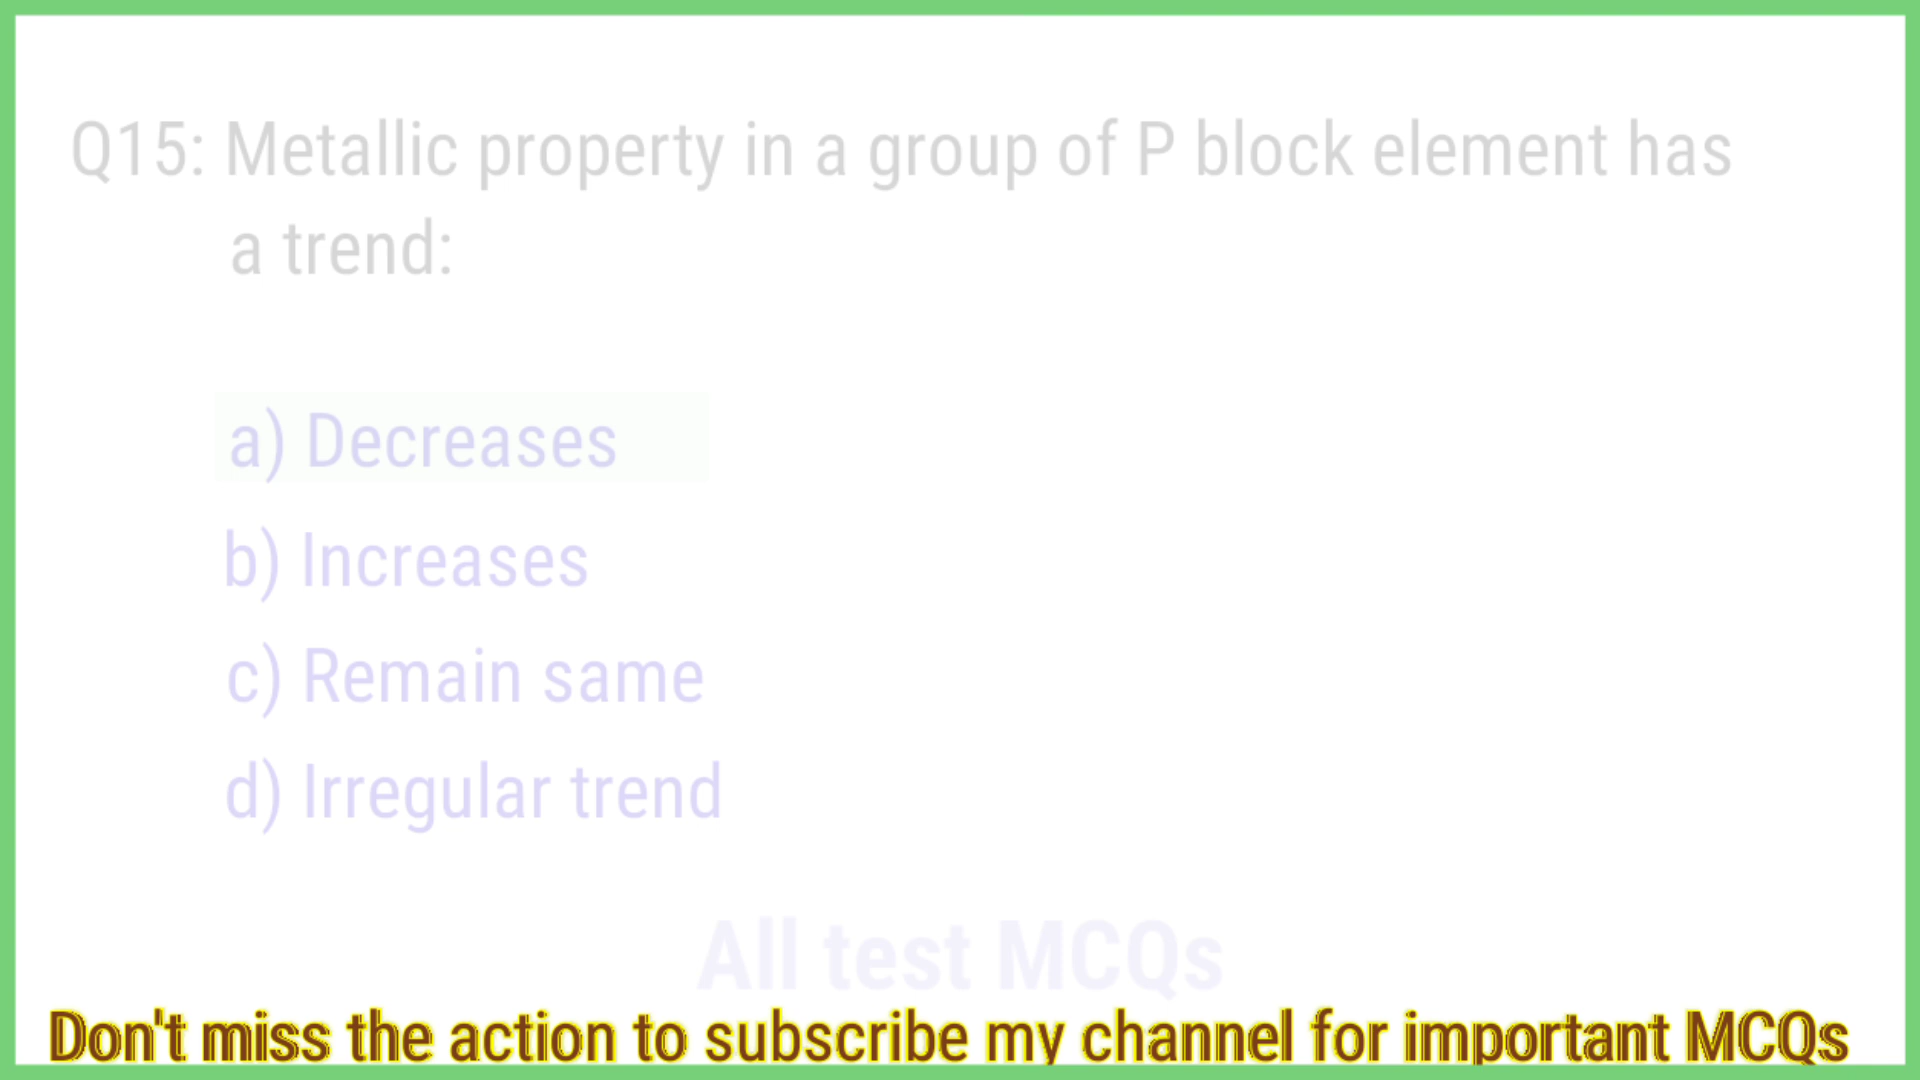 Q15: Metallic property in a group of P block element has
a trend:
a) Decreases
b) Increases
c) Remain same
d) Irregular trend
All test MCQs
Don't miss the action to subscribe my channel for important MCQs